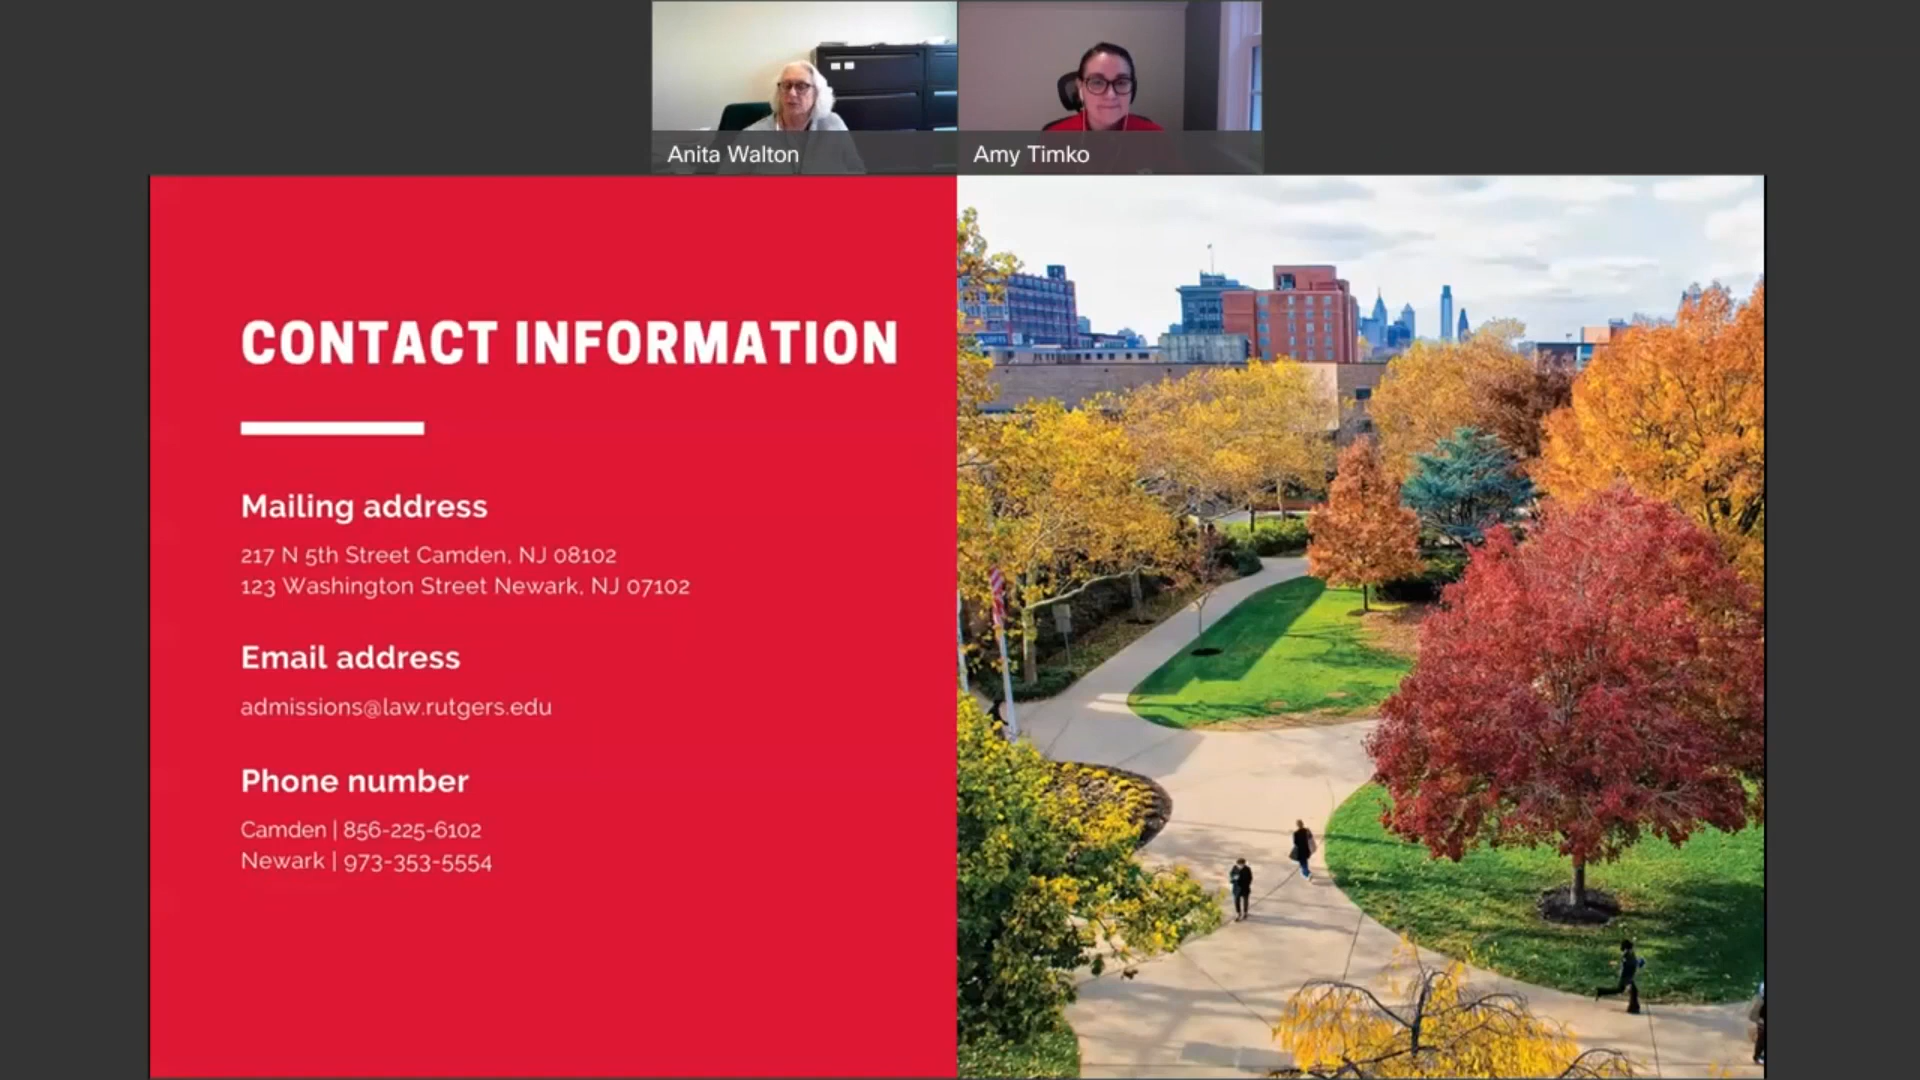 Anita Walton
Amy Timko
CONTACT INFORMATION
Mailing address
217 N 5th Street Camden, NJ 08102
123 Washington Street Newark, NJ 07102
Email address
admissions@law.rutgers.edu
Phone number
Camden | 856-225-6102
Newark | 973-353-5554
LOFTS